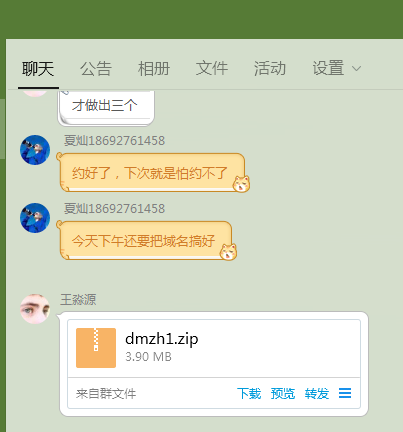 聊天 公告 相册 文件 活动 设置
才做出三个
夏灿18692761458
约好了，下次就是怕约不了
夏灿18692761458
今天下午还要把域名搞好
王淼源
dmzh1.zip
3.90 MB
来自群文件 下载 预览 转发